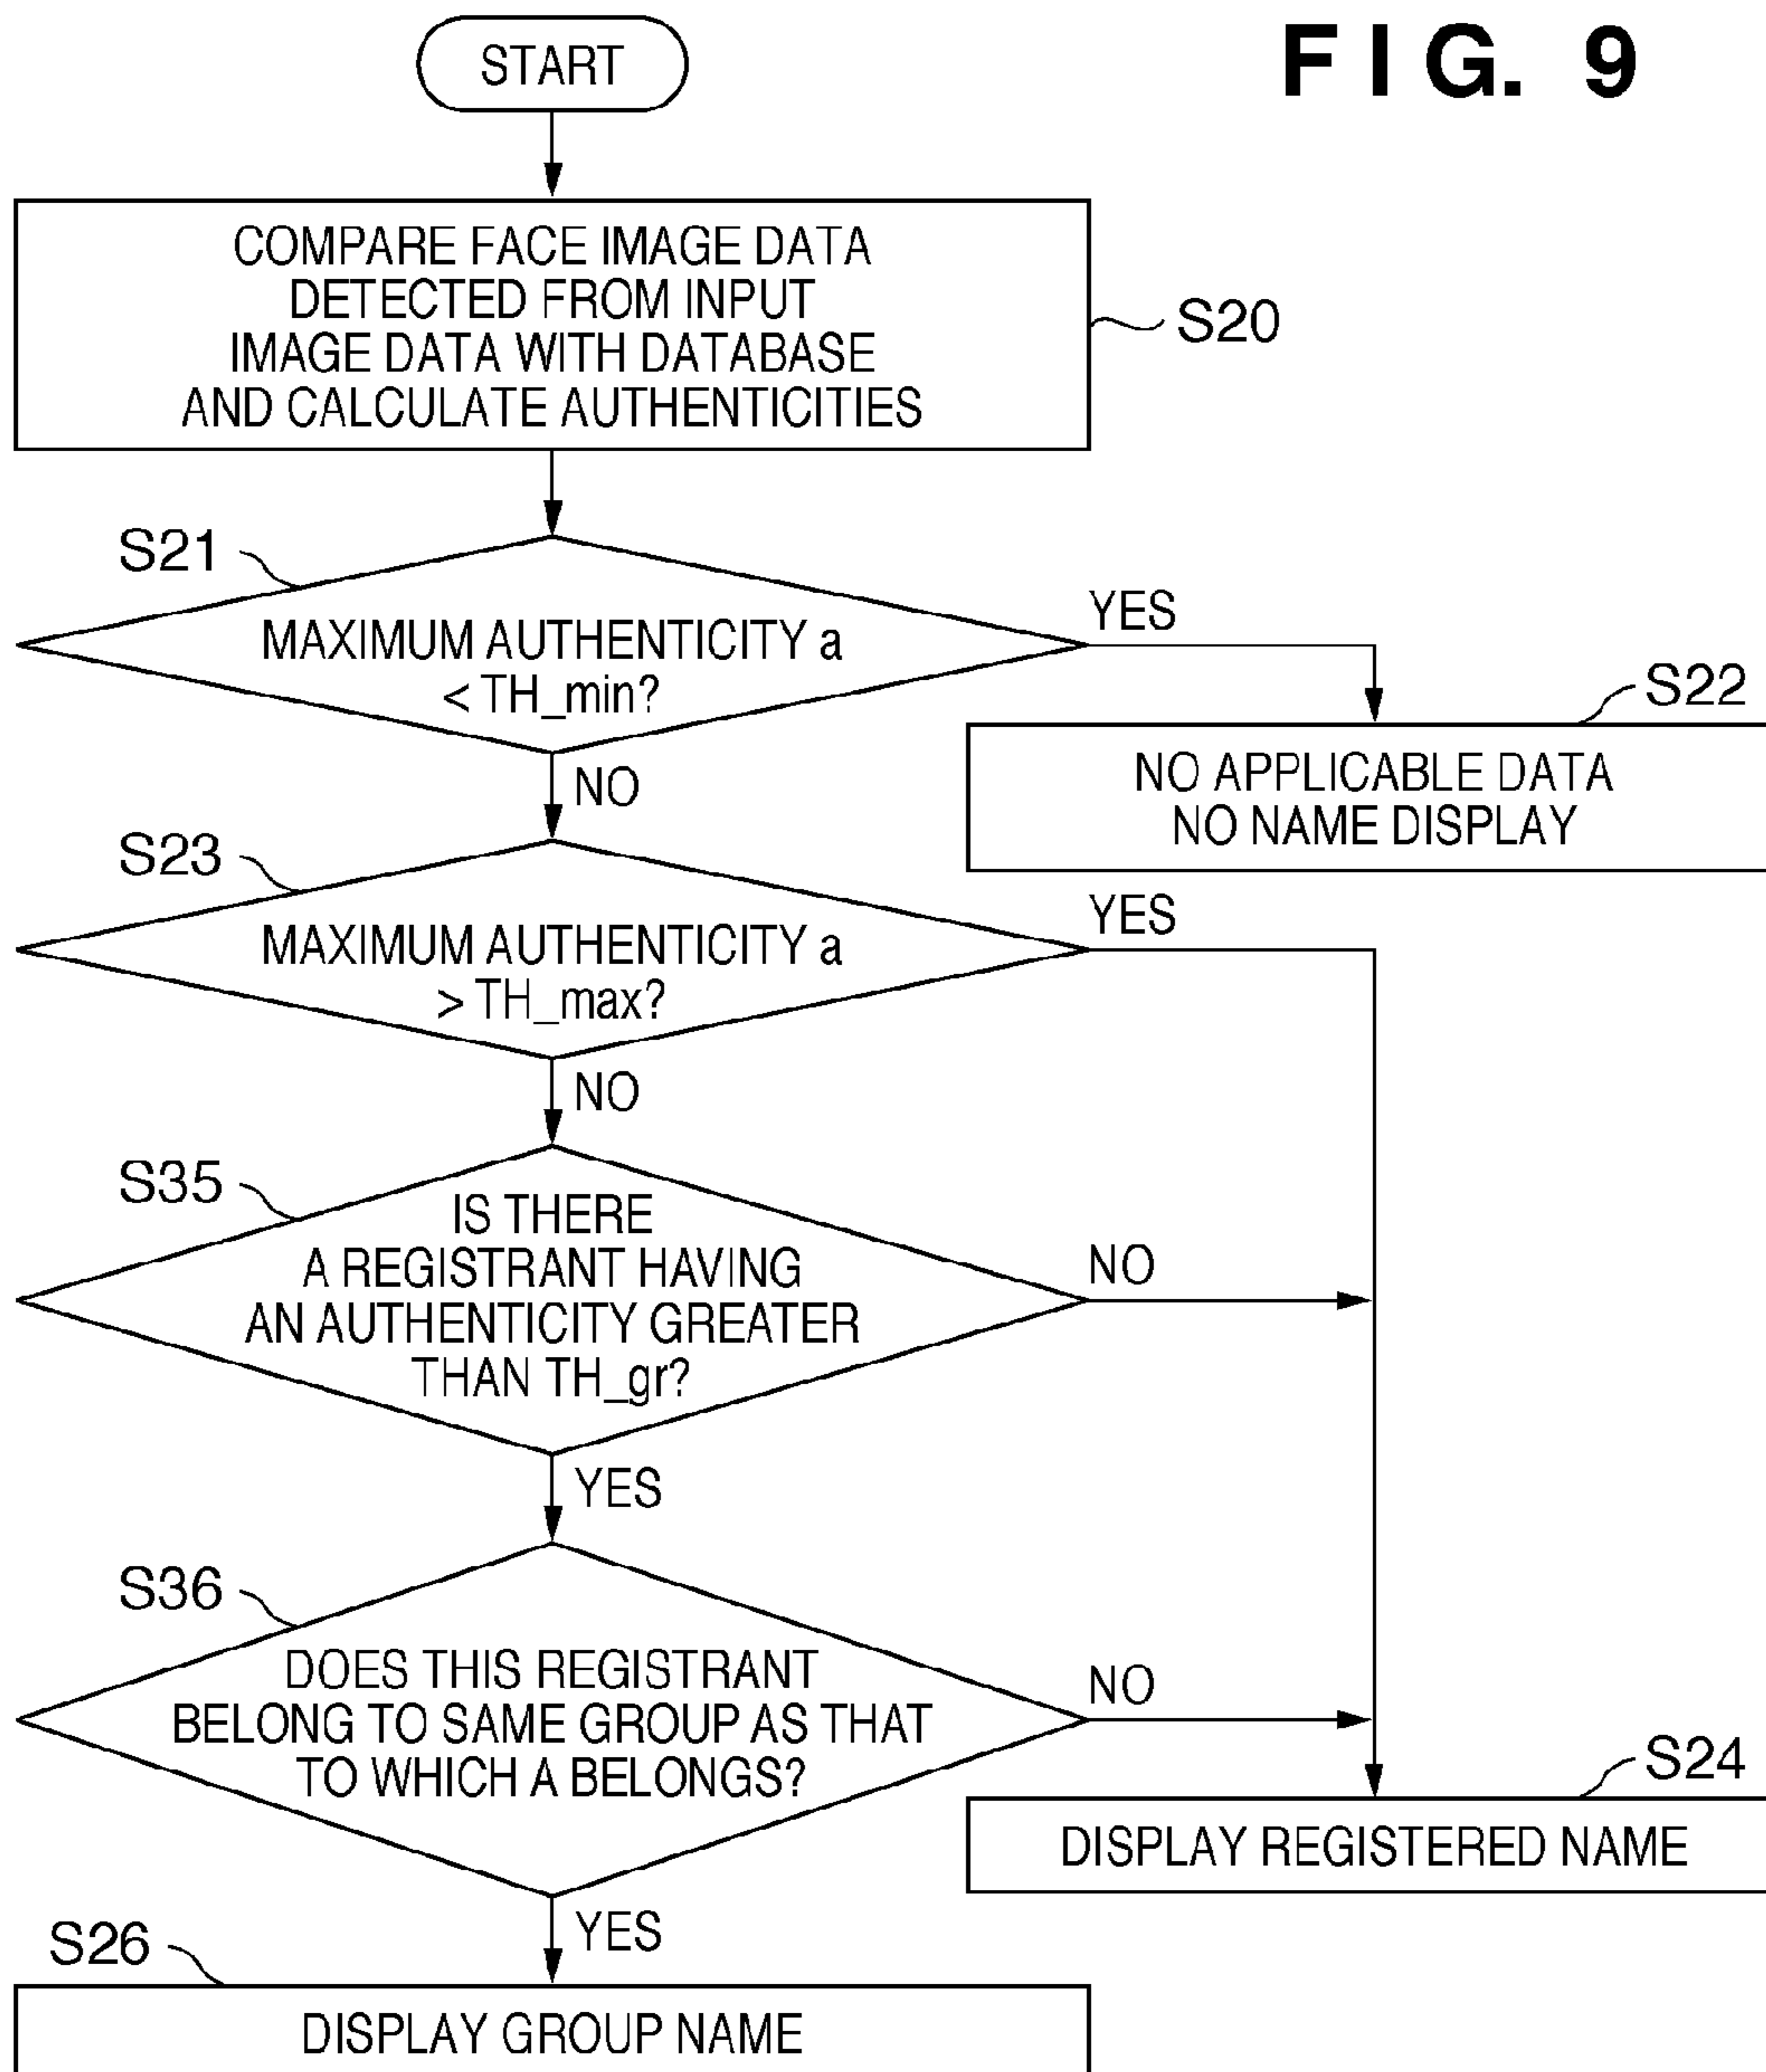 FIG. 9
START
COMPARE FACE IMAGE DATA
DETECTED FROM INPUT
IMAGE DATA WITH DATABASE
AND CALCULATE AUTHENTICITIES
S20
S21
MAXIMUM AUTHENTICITY a
< TH_min?
YES
NO
S22
NO APPLICABLE DATA
NO NAME DISPLAY
S23
MAXIMUM AUTHENTICITY a
> TH_max?
YES
NO
S35
IS THERE
A REGISTRANT HAVING
AN AUTHENTICITY GREATER
THAN TH_gr?
NO
YES
S36
DOES THIS REGISTRANT
BELONG TO SAME GROUP AS THAT
TO WHICH A BELONGS?
NO
YES
S24
DISPLAY REGISTERED NAME
S26
DISPLAY GROUP NAME